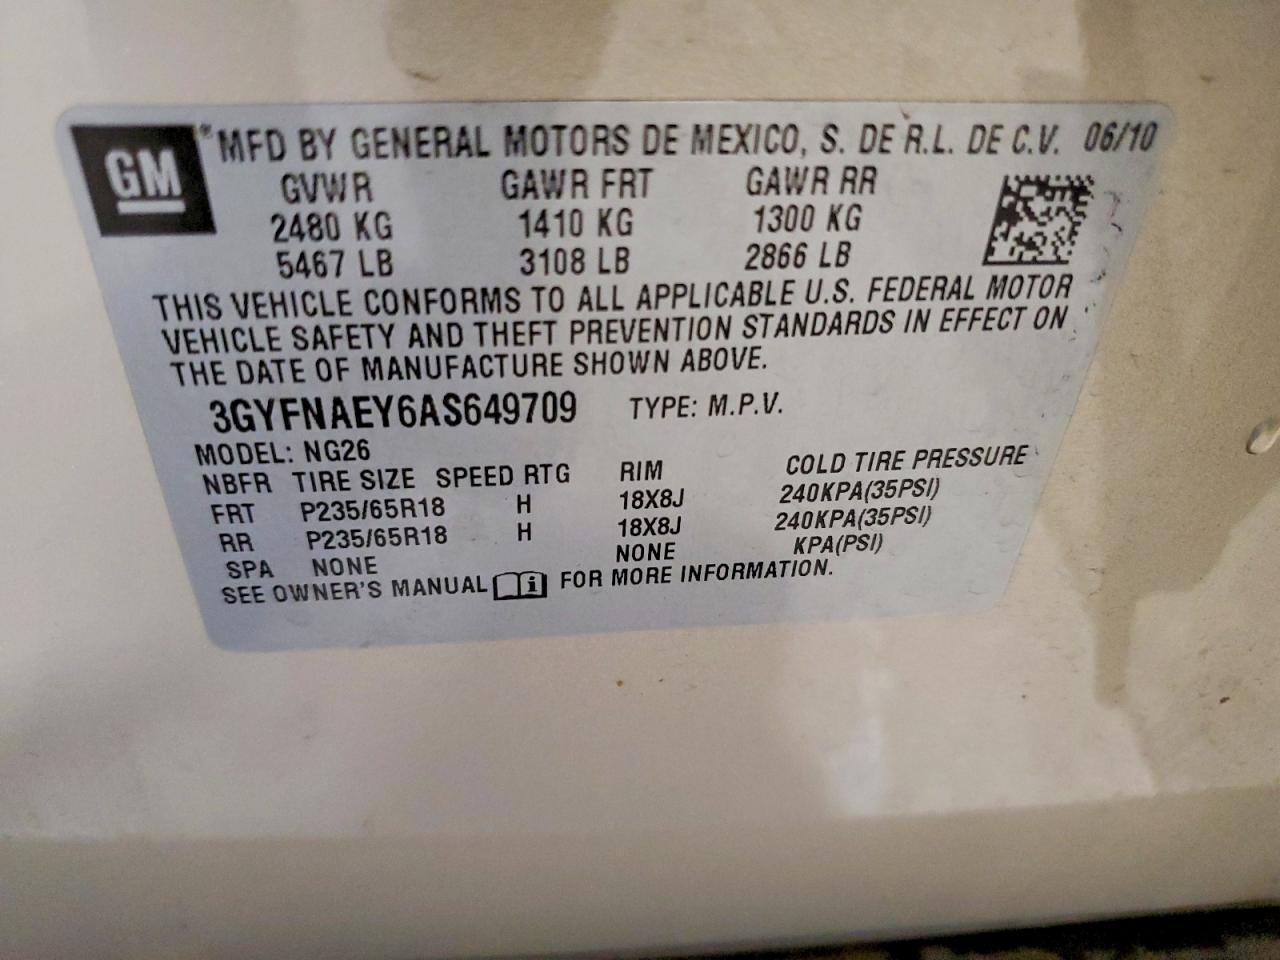 GM ® MFD BY GENERAL MOTORS DE MEXICO, S. DE R.L. DE C.V. 06/10
GVWR GAWR FRT GAWR RR
2480 KG 1410 KG 1300 KG
5467 LB 3108 LB 2866 LB
THIS VEHICLE CONFORMS TO ALL APPLICABLE U.S. FEDERAL MOTOR
VEHICLE SAFETY AND THEFT PREVENTION STANDARDS IN EFFECT ON
THE DATE OF MANUFACTURE SHOWN ABOVE.
3GYFNAEY6AS649709 TYPE: M.P.V.
MODEL: NG26
NBFR TIRE SIZE SPEED RTG RIM COLD TIRE PRESSURE
FRT P235/65R18 H 18X8J 240KPA(35PSI)
RR P235/65R18 H 18X8J 240KPA(35PSI)
SPA NONE NONE KPA(PSI)
SEE OWNER'S MANUAL i FOR MORE INFORMATION.